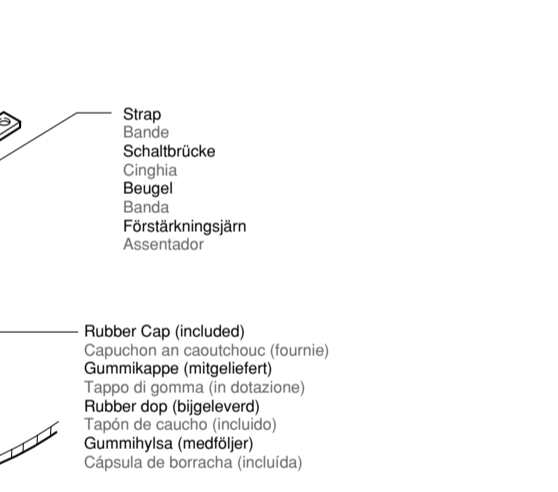 Strap
Bande
Schaltbrücke
Cinghia
Beugel
Banda
Förstärkningsjärn
Assentador
Rubber Cap (included)
Capuchon an caoutchouc (fournie)
Gummikappe (mitgeliefert)
Tappo di gomma (in dotazione)
Rubber dop (bijgeleverd)
Tapón de caucho (incluido)
Gummihylsa (medföljer)
Cápsula de borracha (incluída)